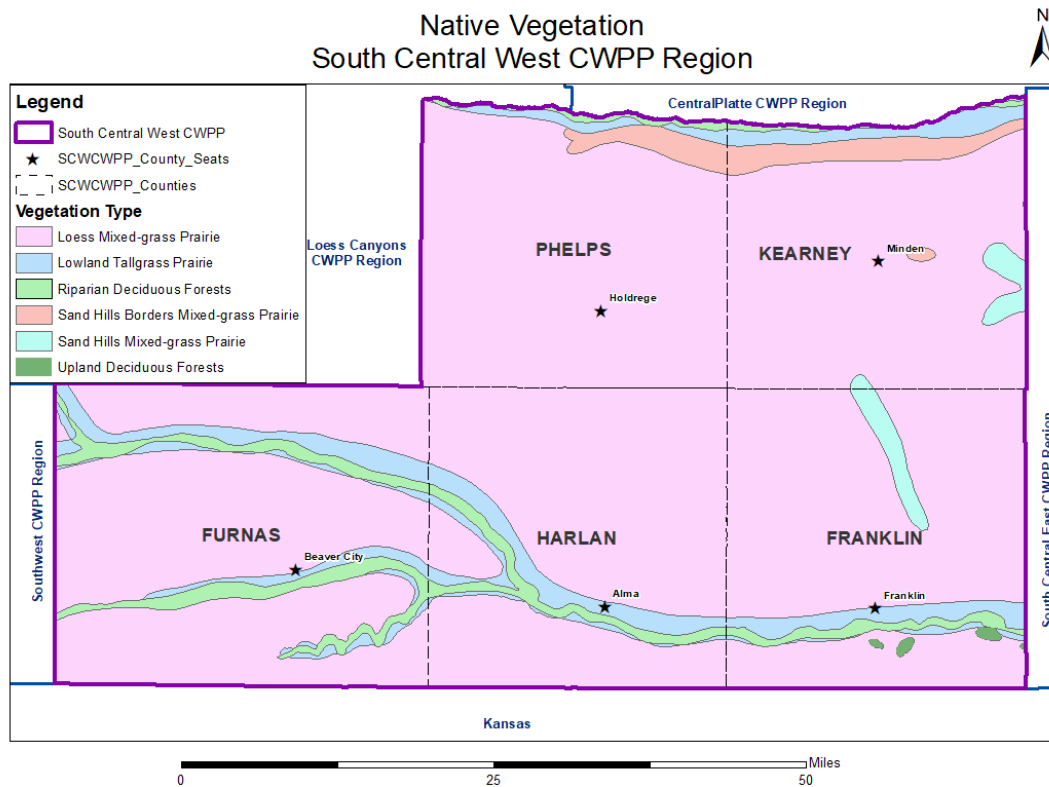 Native Vegetation
South Central West CWPP Region
N
Legend
South Central West CWPP
SCWCWPP_County_Seats
SCWCWPP_Counties
Vegetation Type
Loess Mixed-grass Prairie
Lowland Tallgrass Prairie
Riparian Deciduous Forests
Sand Hills Borders Mixed-grass Prairie
Sand Hills Mixed-grass Prairie
Upland Deciduous Forests
CentralPlatte CWPP Region
Loess Canyons
CWPP Region
PHELPS
KEARNEY
Minden
Holdrege
Southwest CWPP Region
South Central East CWPP Region
FURNAS
HARLAN
FRANKLIN
Beaver City
Alma
Franklin
Kansas
Miles
0
25
50